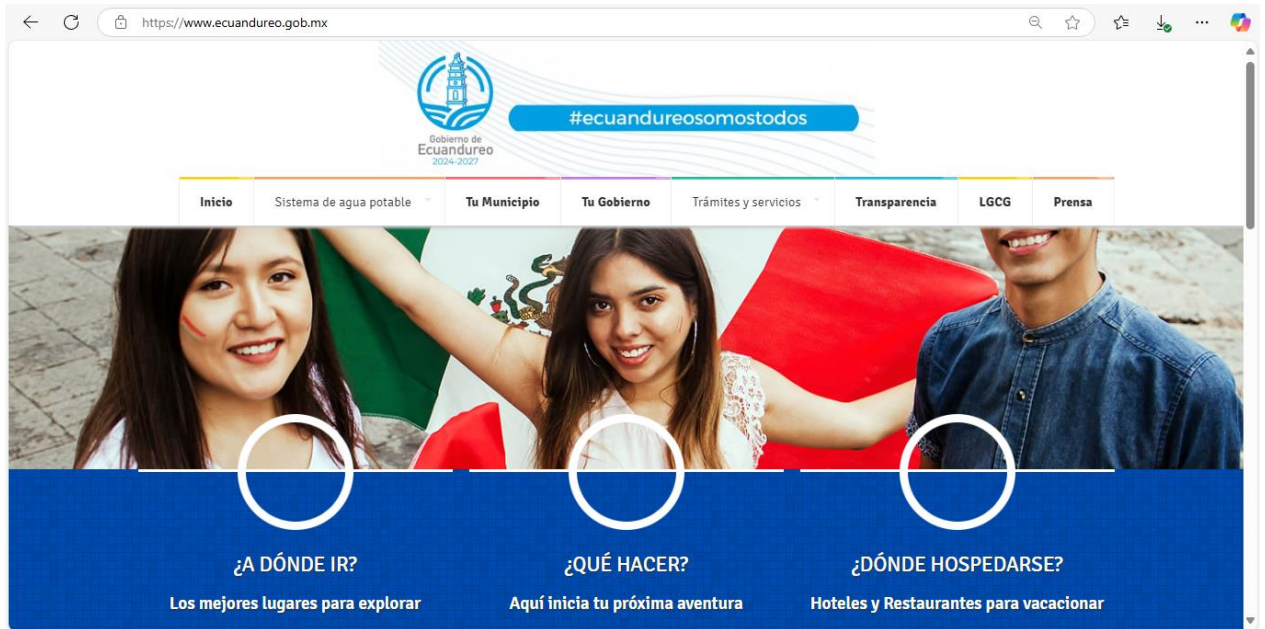 https://www.ecuandureo.gob.mx
#ecuandureosomostodos
Gobierno de
Ecuandureo
2024-2027
Inicio Sistema de agua potable Tu Municipio Tu Gobierno Trámites y servicios Transparencia LGCG Prensa
¿A DÓNDE IR? ¿QUÉ HACER? ¿DÓNDE HOSPEDARSE?
Los mejores lugares para explorar Aquí inicia tu próxima aventura Hoteles y Restaurantes para vacacionar